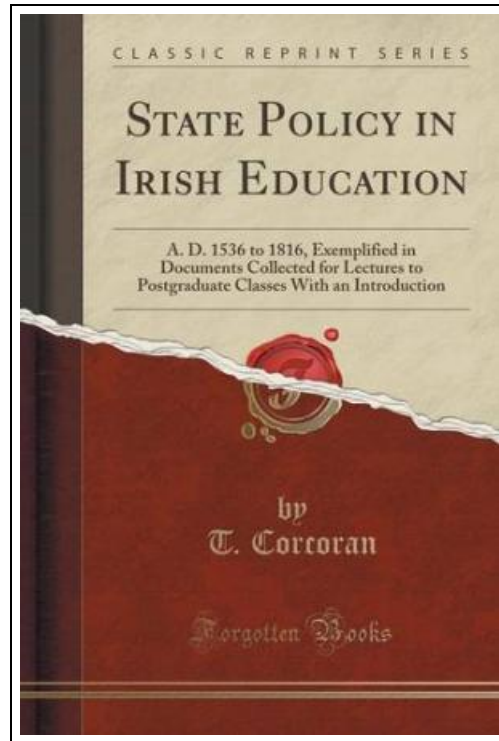 CLASSIC REPRINT SERIES
STATE POLICY IN
IRISH EDUCATION
A. D. 1536 to 1816, Exemplified in
Documents Collected for Lectures to
Postgraduate Classes With an Introduction
by
T. Corcoran
Forgotten Books